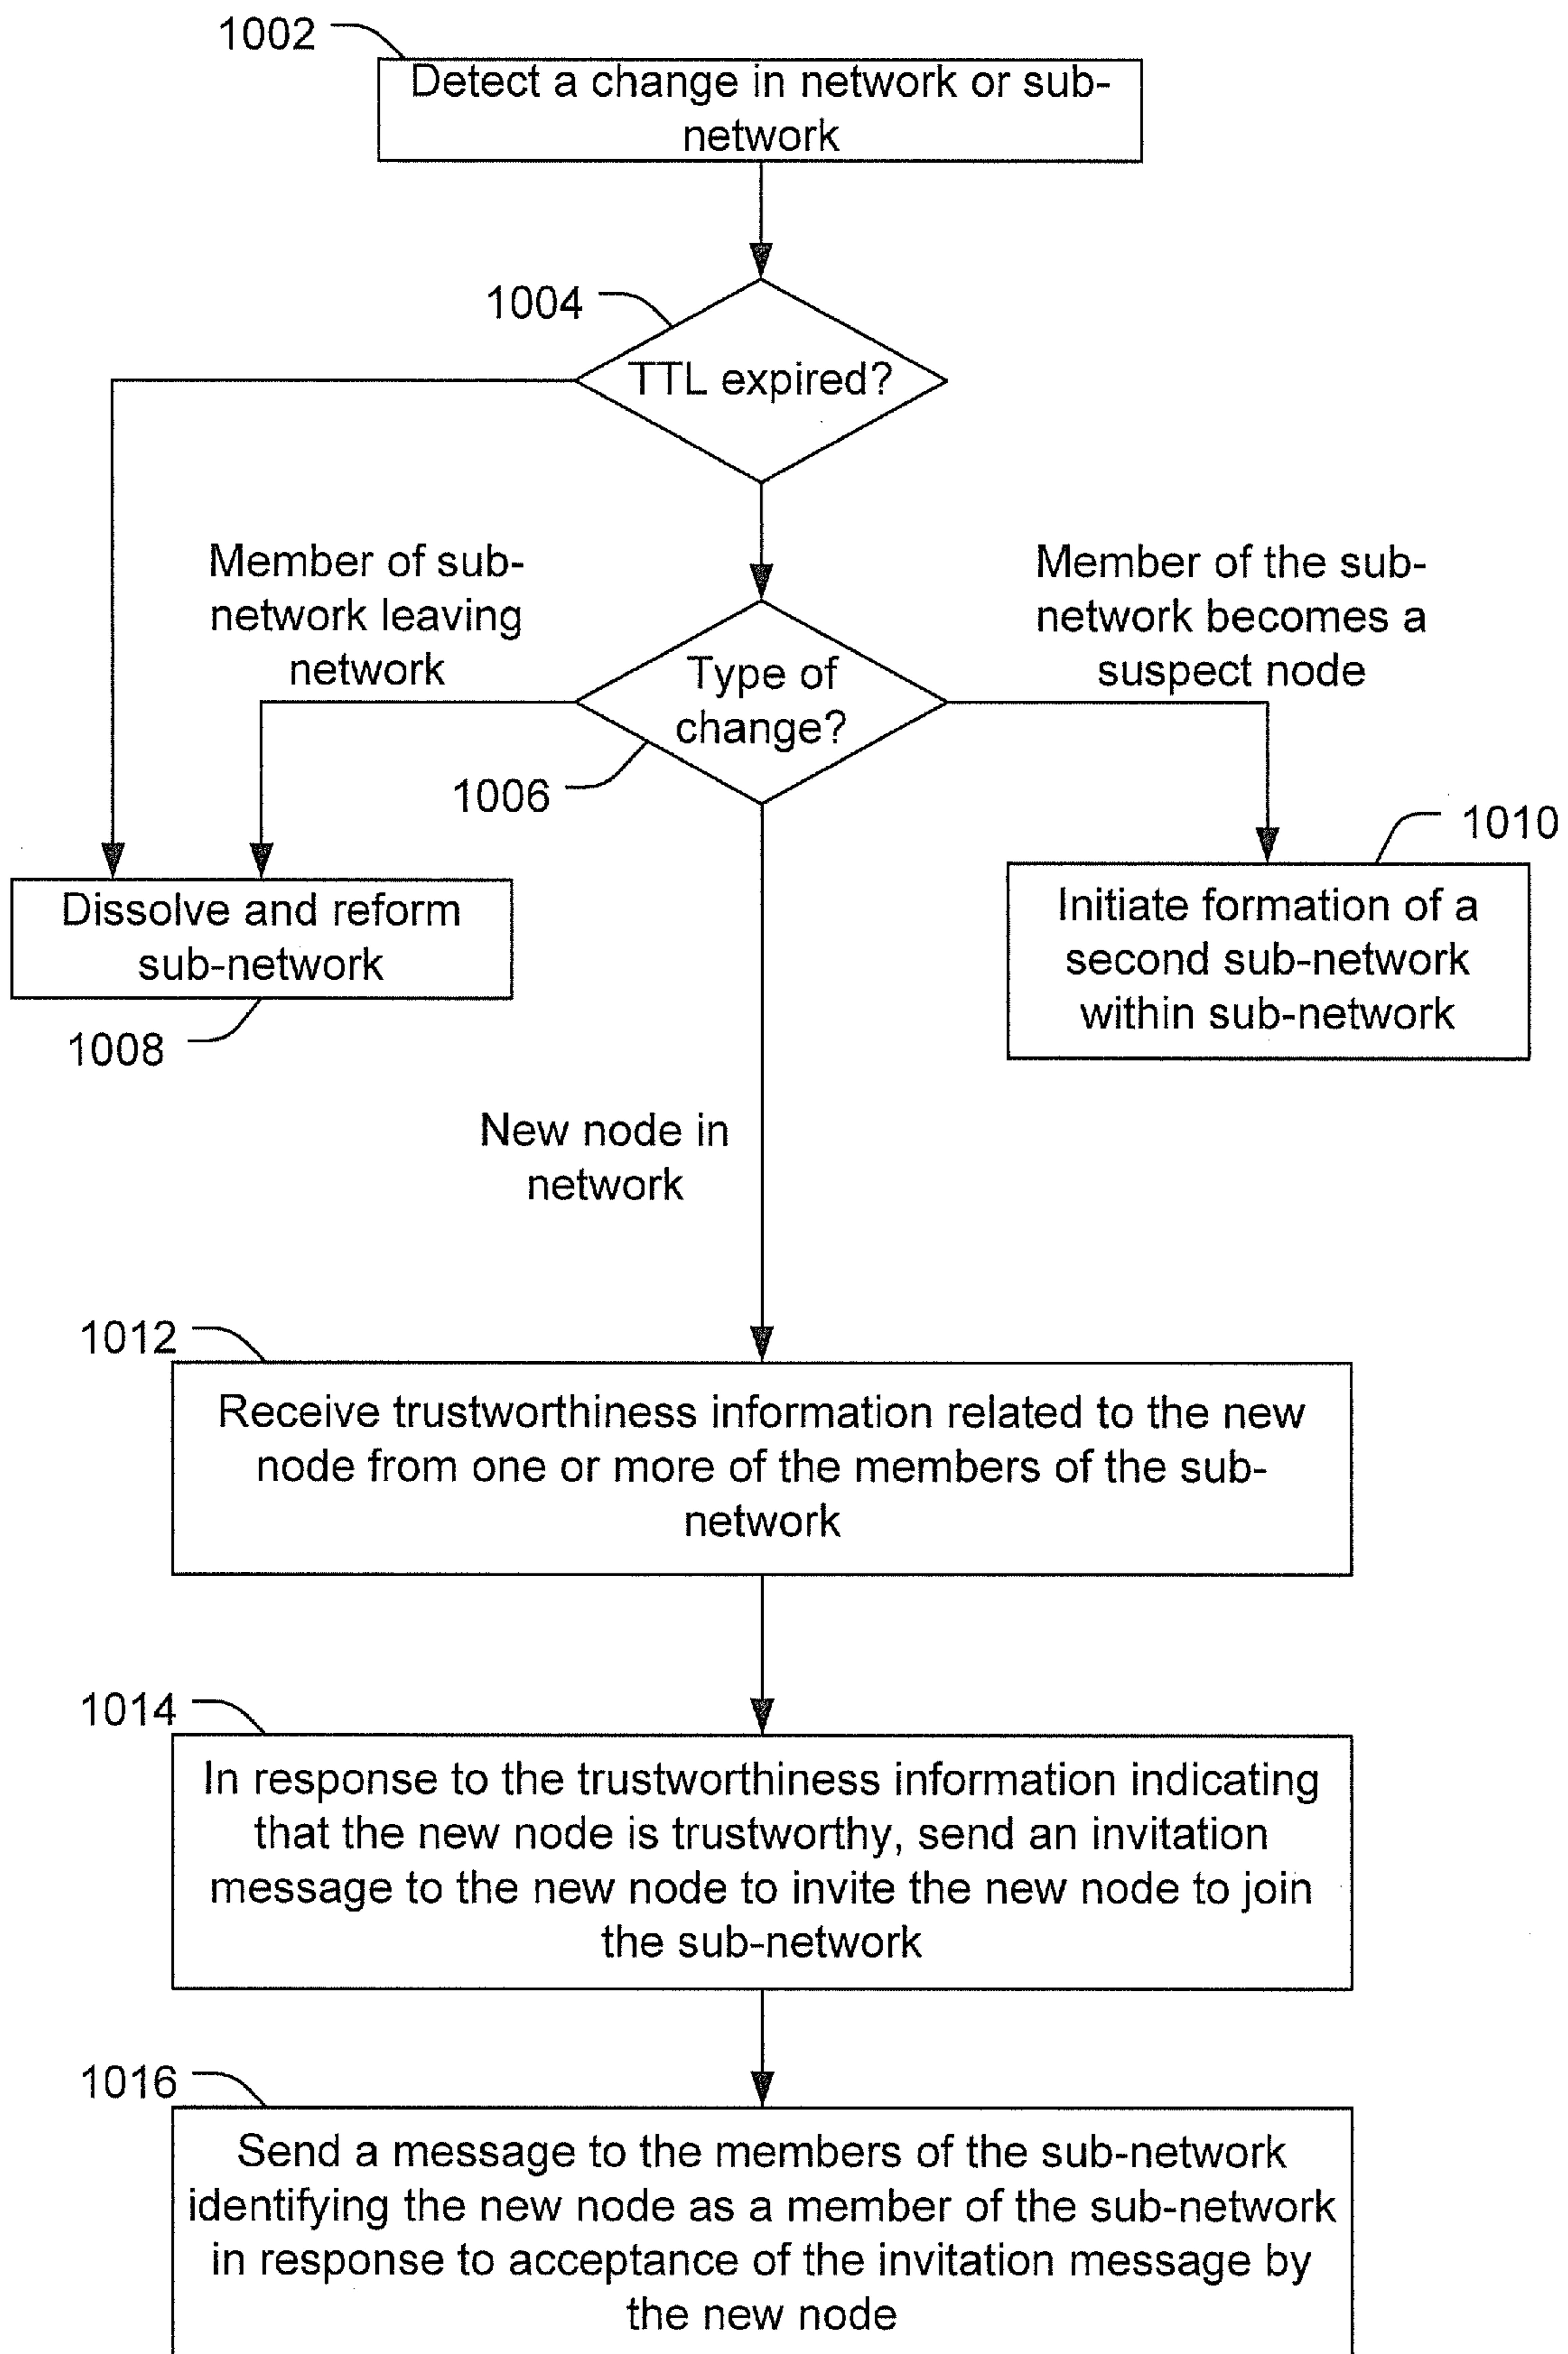 1002
Detect a change in network or sub-
network
1004
TTL expired?
Member of sub-
network leaving
network
Member of the sub-
network becomes a
suspect node
Type of
change?
1006
1010
Dissolve and reform
sub-network
1008
Initiate formation of a
second sub-network
within sub-network
New node in
network
1012
Receive trustworthiness information related to the new
node from one or more of the members of the sub-
network
1014
In response to the trustworthiness information indicating
that the new node is trustworthy, send an invitation
message to the new node to invite the new node to join
the sub-network
1016
Send a message to the members of the sub-network
identifying the new node as a member of the sub-network
in response to acceptance of the invitation message by
the new node